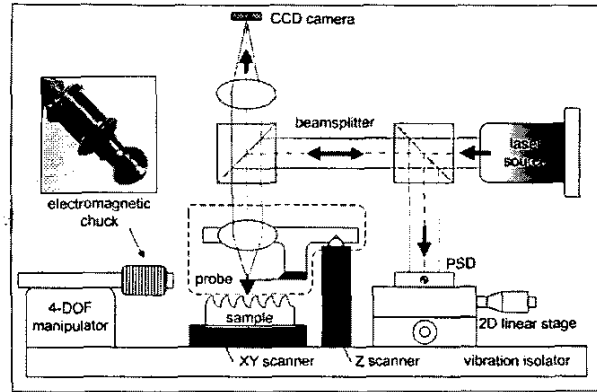 CCD camera
beamsplitter
laser
source
electromagnetic
chuck
probe
PSD
4-DOF
manipulator
sample
2D linear stage
XY scanner
Z scanner
vibration isolator